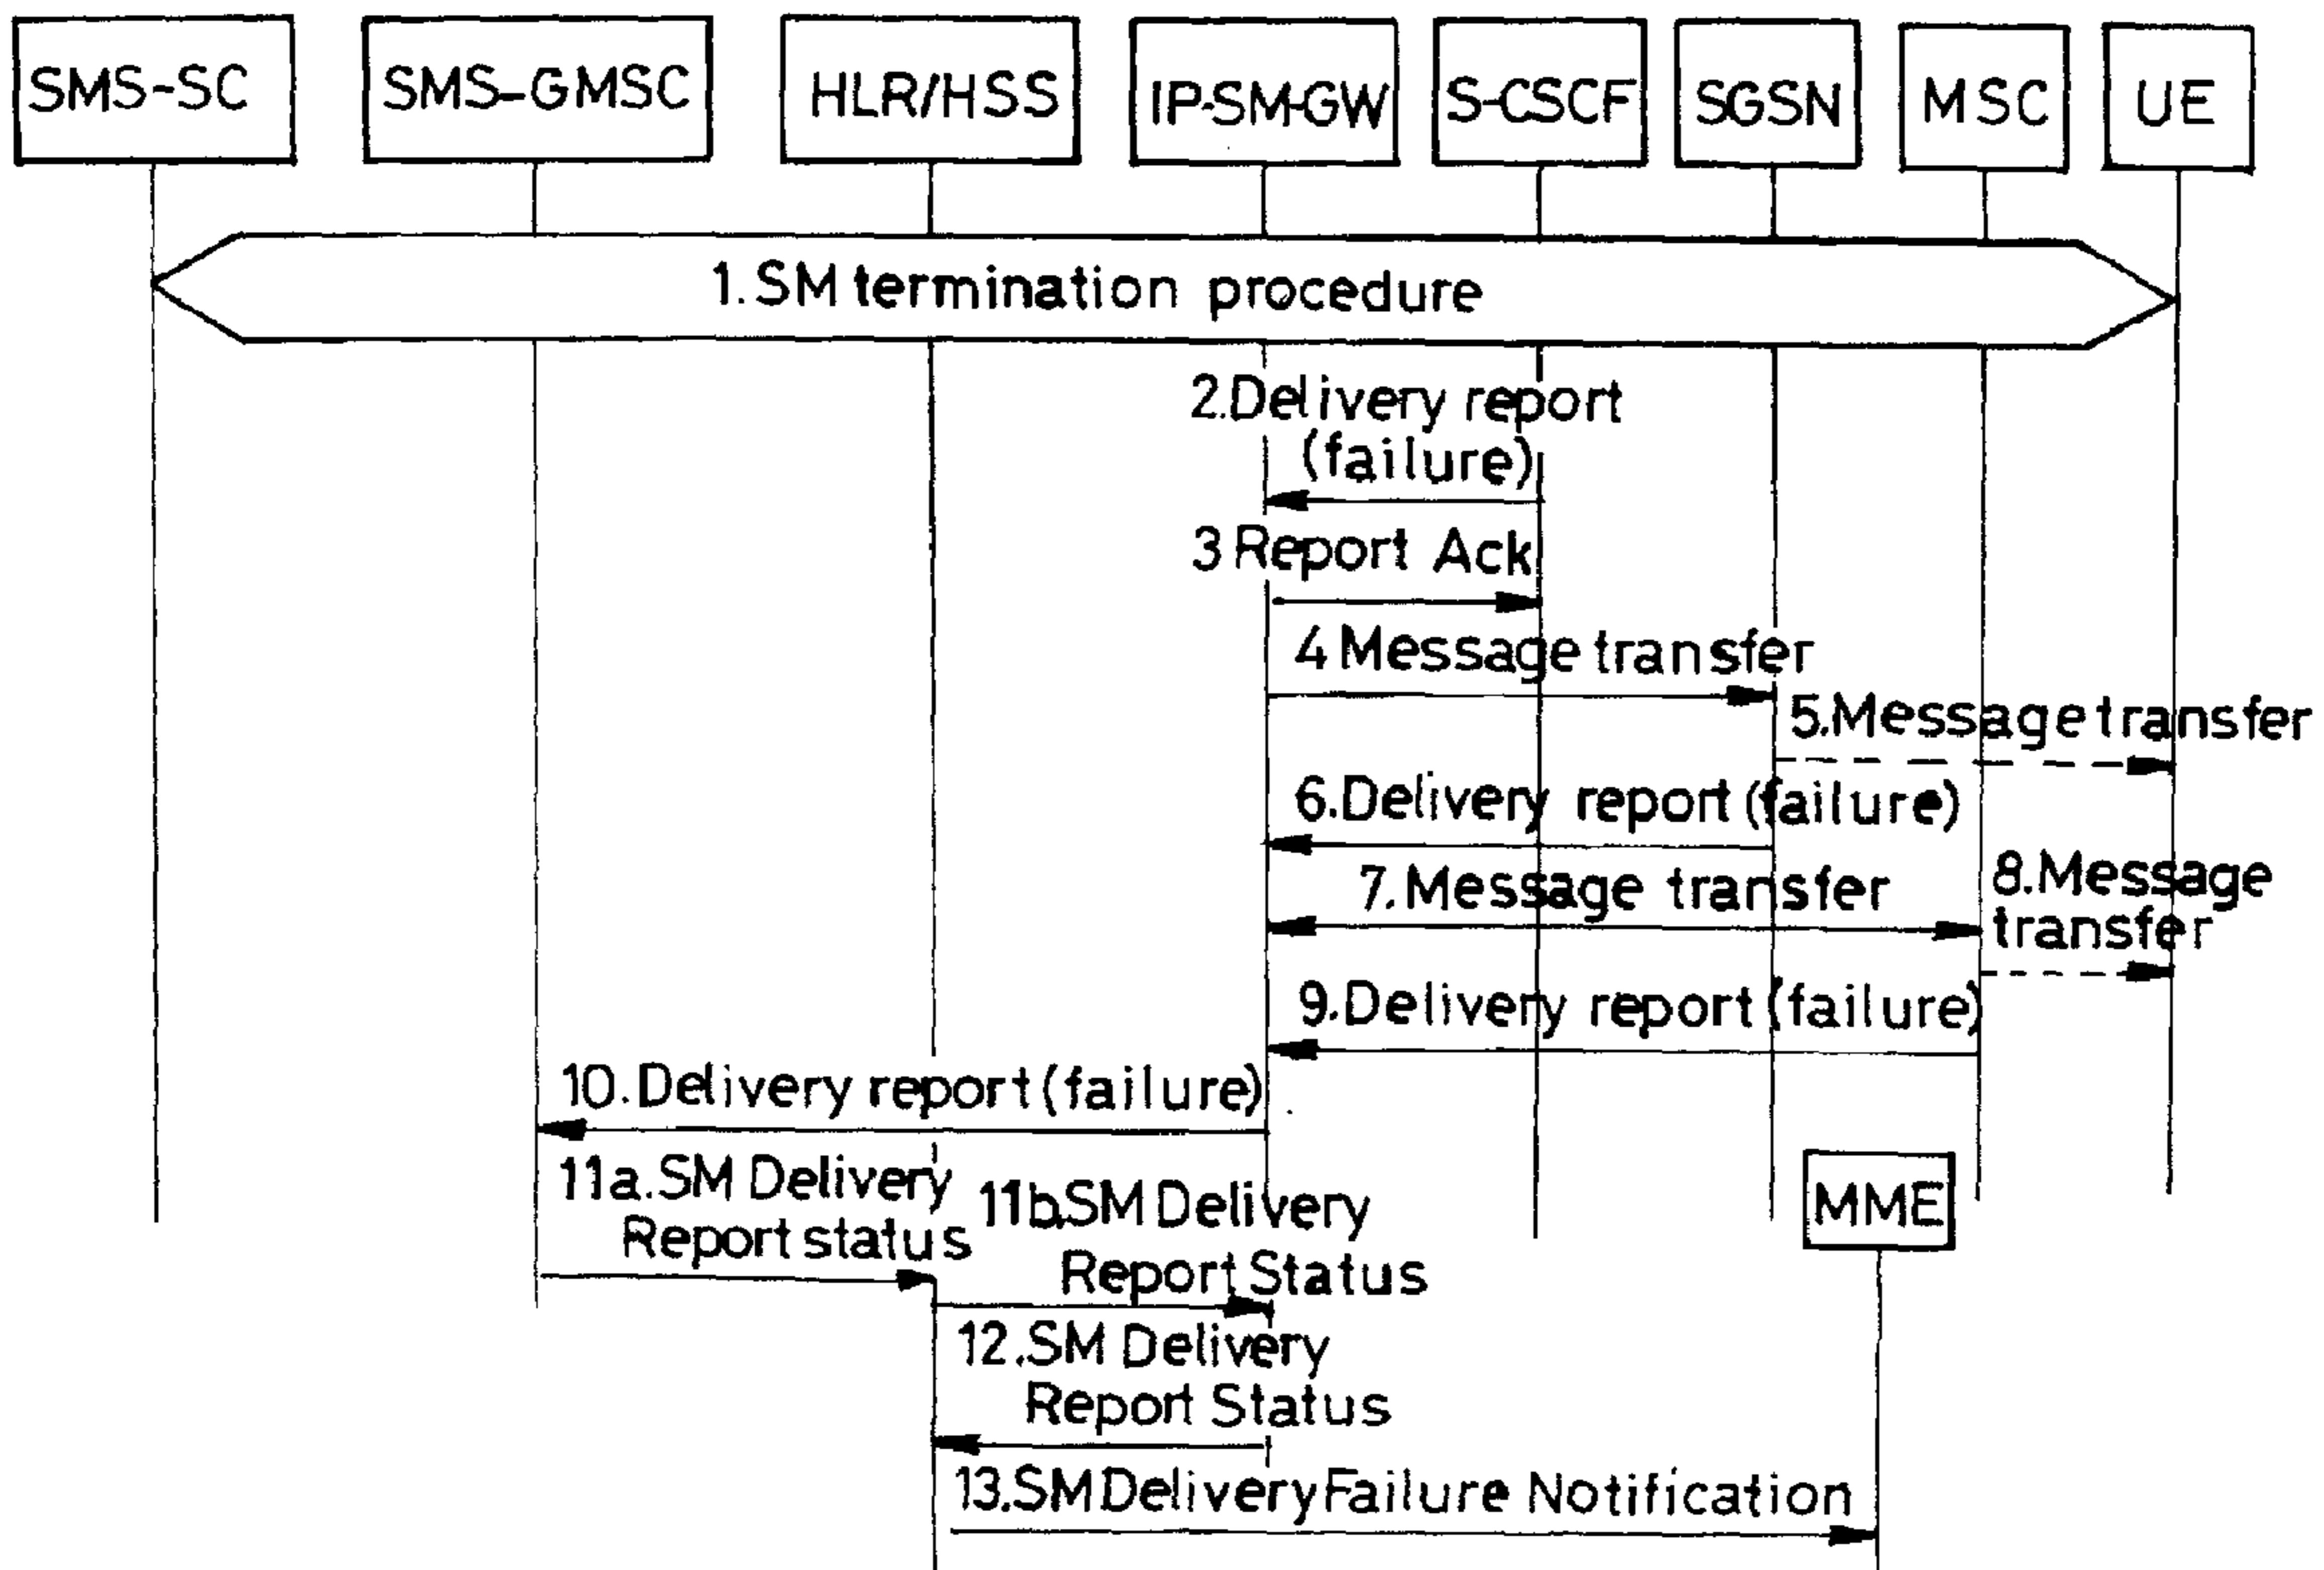 SMS-SC
SMS-GMSC
HLR/HSS
IP-SM-GW
S-CSCF
SGSN
MSC
UE
1.SM termination procedure
2.Delivery report
(failure)
3 Report Ack
4 Message transfer
5.Message transfer
6.Delivery report (failure)
7.Message transfer
8.Message
transfer
9.Delivery report (failure)
10.Delivery report (failure)
11a.SM Delivery
Report status
11b.SM Delivery
Report Status
MME
12.SM Delivery
Report Status
13.SM Delivery Failure Notification